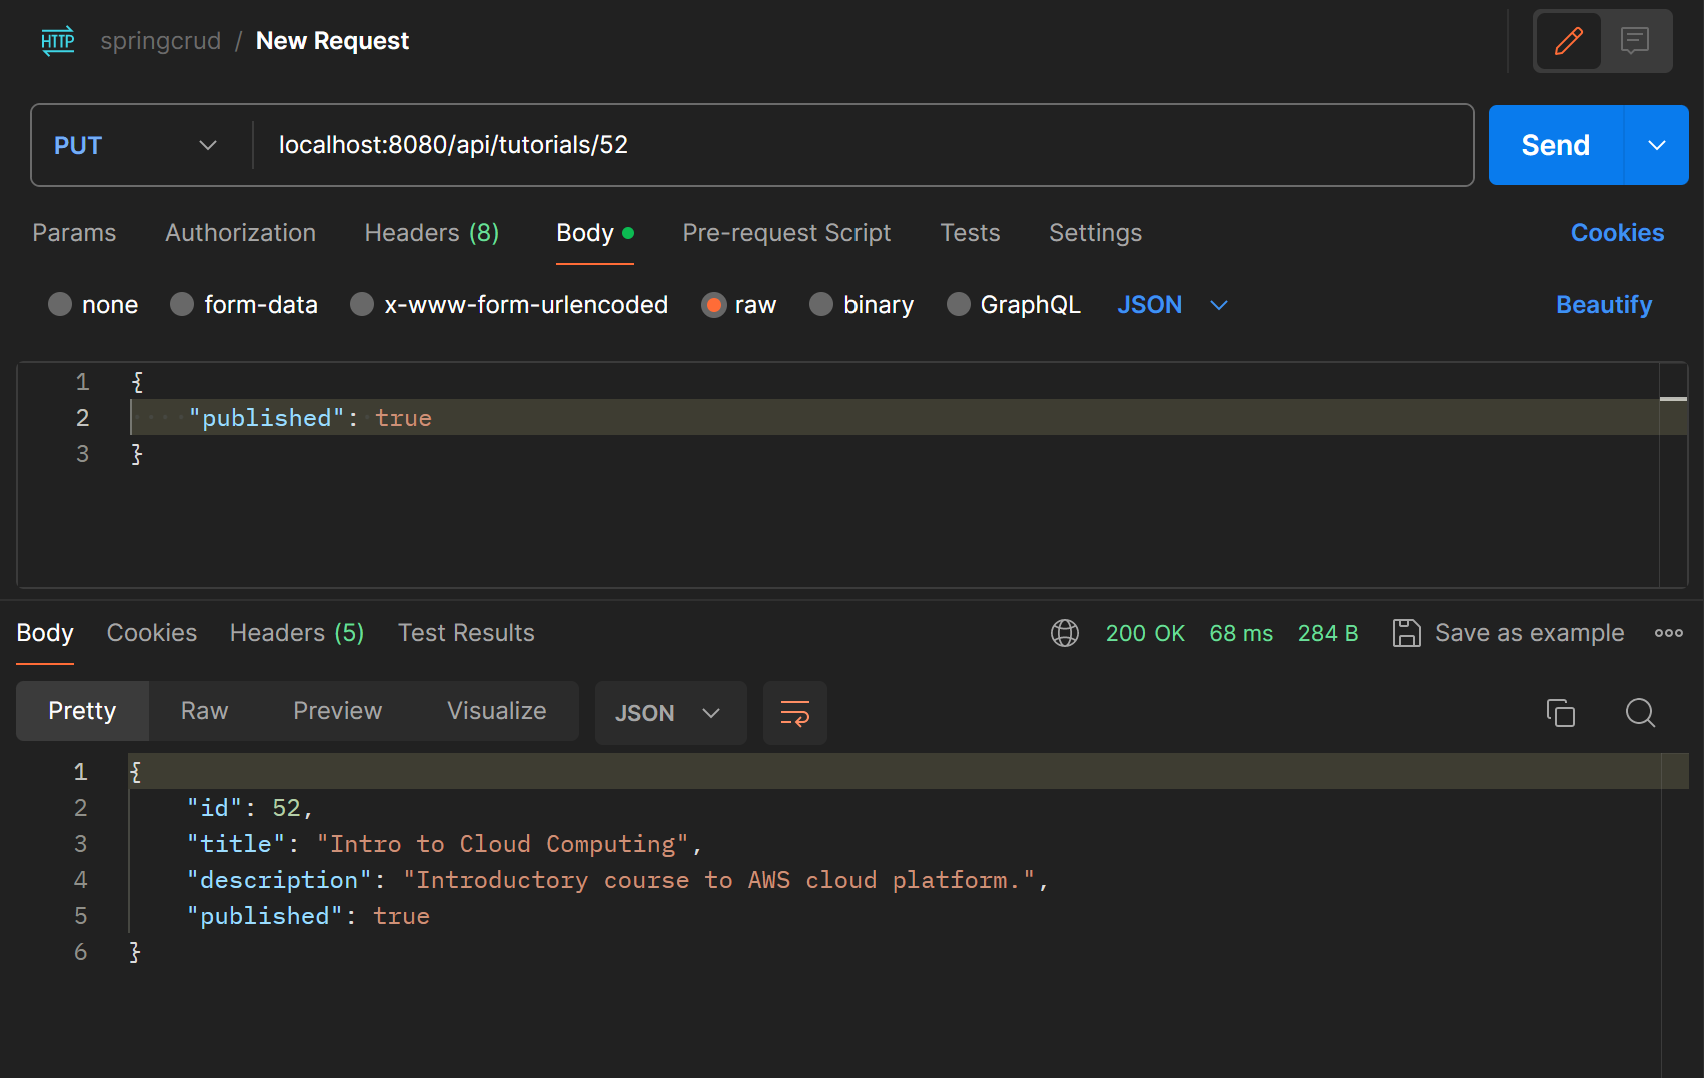 HTTP springcrud / New Request
PUT localhost:8080/api/tutorials/52 Send
Params Authorization Headers (8) Body Pre-request Script Tests Settings Cookies
none form-data x-www-form-urlencoded raw binary GraphQL JSON Beautify
1 {
2 "published": true
3 }
Body Cookies Headers (5) Test Results 200 OK 68 ms 284 B Save as example
Pretty Raw Preview Visualize JSON
1 {
2 "id": 52,
3 "title": "Intro to Cloud Computing",
4 "description": "Introductory course to AWS cloud platform.",
5 "published": true
6 }